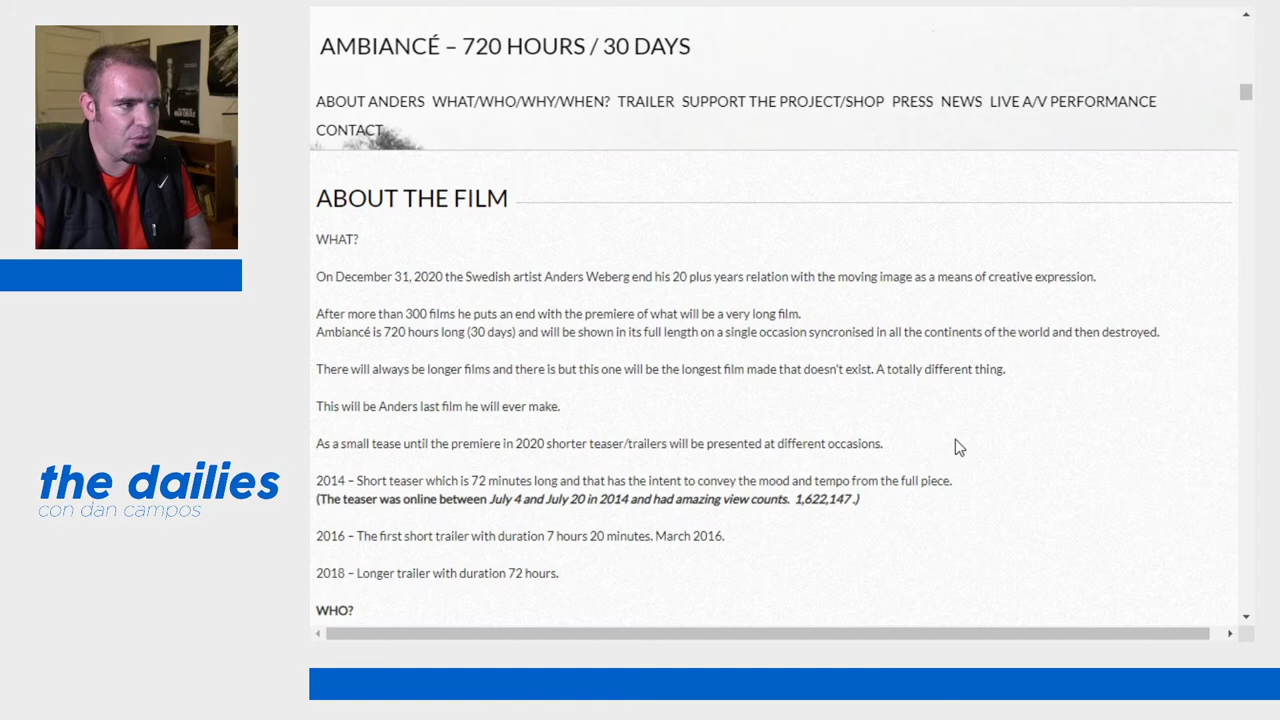 AMBIANCÉ – 720 HOURS / 30 DAYS
ABOUT ANDERS WHAT/WHO/WHY/WHEN? TRAILER SUPPORT THE PROJECT/SHOP PRESS NEWS LIVE A/V PERFORMANCE
CONTACT
ABOUT THE FILM
WHAT?
On December 31, 2020 the Swedish artist Anders Weberg end his 20 plus years relation with the moving image as a means of creative expression.
After more than 300 films he puts an end with the premiere of what will be a very long film.
Ambiancé is 720 hours long (30 days) and will be shown in its full length on a single occasion syncronised in all the continents of the world and then destroyed.
There will always be longer films and there is but this one will be the longest film made that doesn't exist. A totally different thing.
This will be Anders last film he will ever make.
As a small tease until the premiere in 2020 shorter teaser/trailers will be presented at different occasions.
2014 – Short teaser which is 72 minutes long and that has the intent to convey the mood and tempo from the full piece.
(The teaser was online between July 4 and July 20 in 2014 and had amazing view counts. 1,622,147 .)
2016 – The first short trailer with duration 7 hours 20 minutes. March 2016.
2018 – Longer trailer with duration 72 hours.
WHO?
the dailies
con dan campos